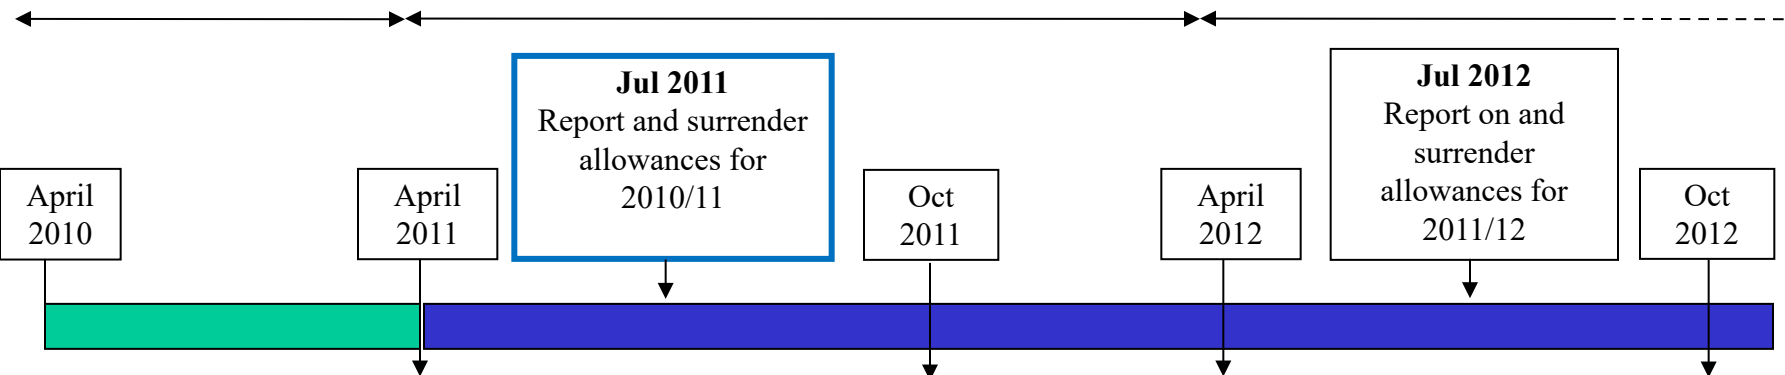 April
2010
April
2011
Jul 2011
Report and surrender
allowances for
2010/11
Oct
2011
April
2012
Jul 2012
Report on and
surrender
allowances for
2011/12
Oct
2012